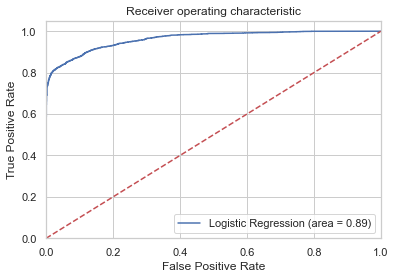 Receiver operating characteristic
True Positive Rate
1.0
0.8
0.6
0.4
0.2
0.0
Logistic Regression (area = 0.89)
0.0 0.2 0.4 0.6 0.8 1.0
False Positive Rate